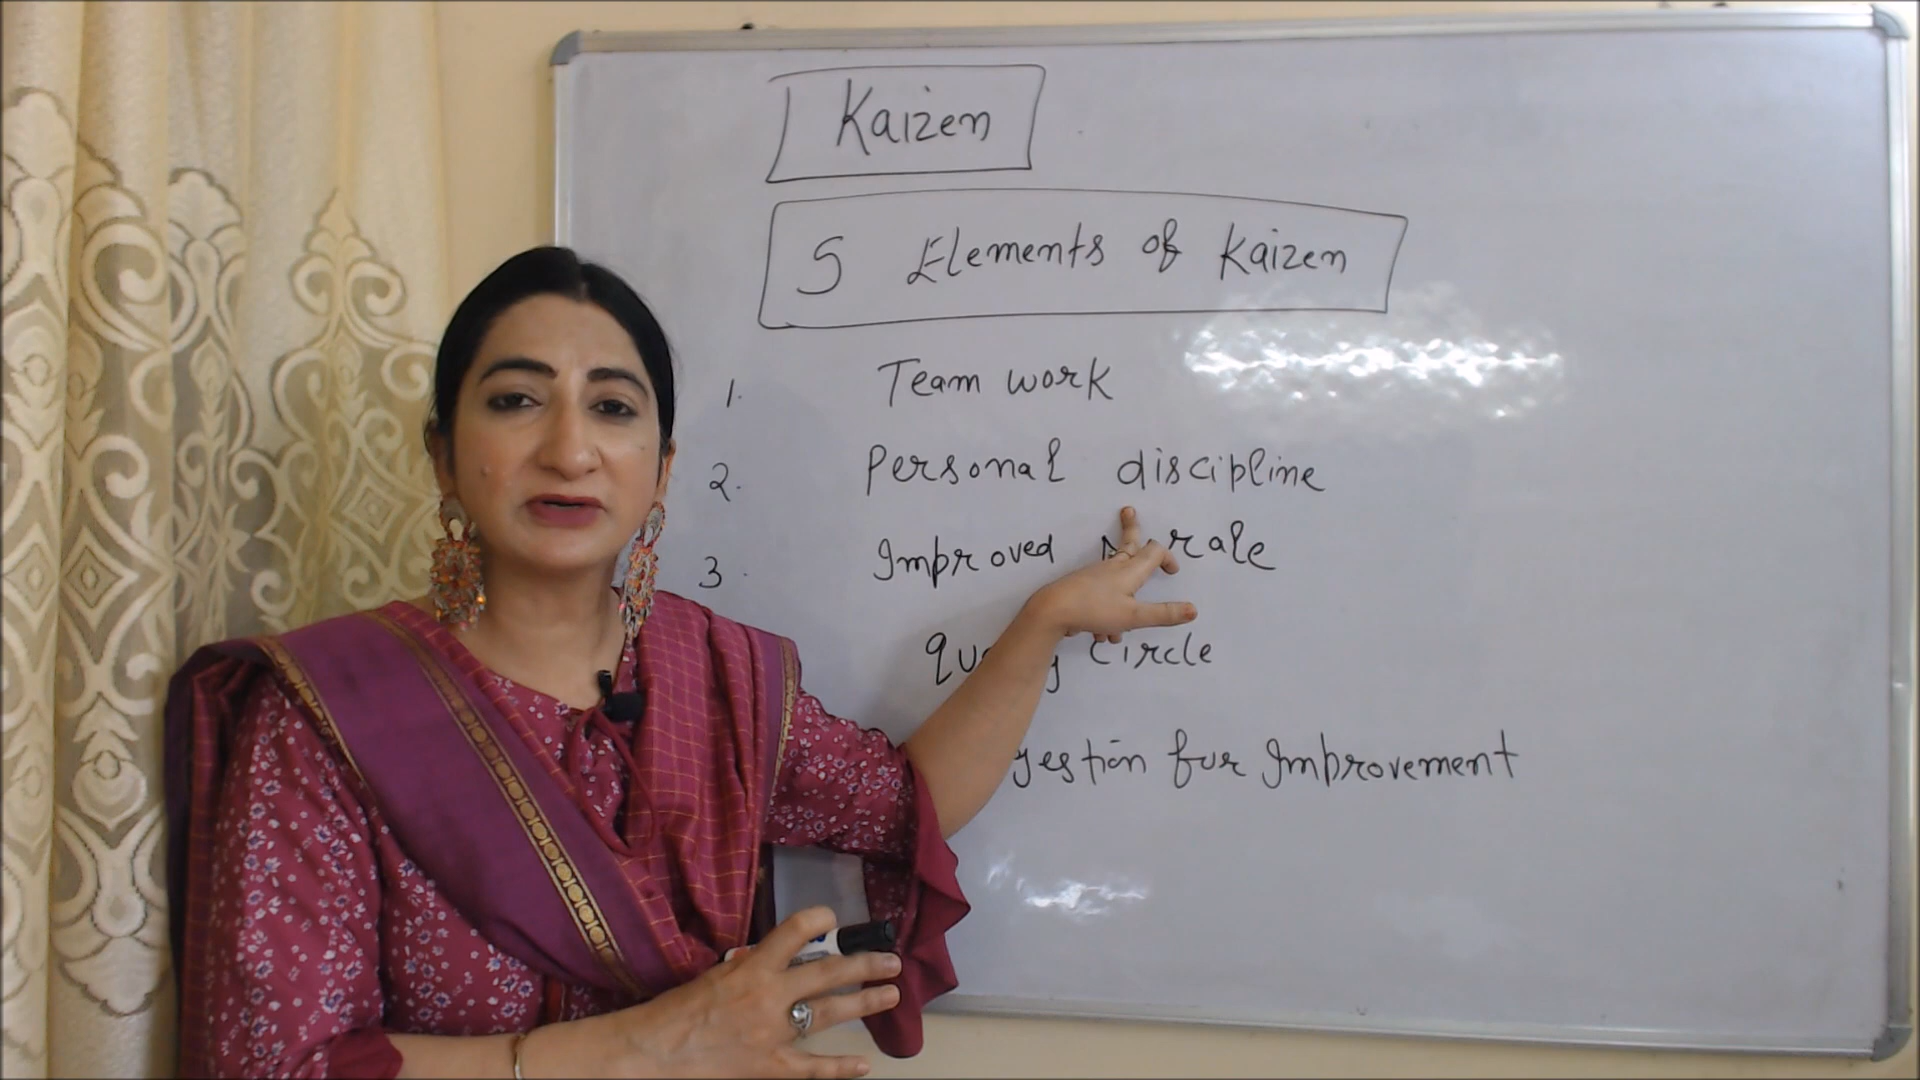 Kaizen
5 Elements of Kaizen
1. Team work
2. Personal discipline
3. Improved
Circle
for Improvement